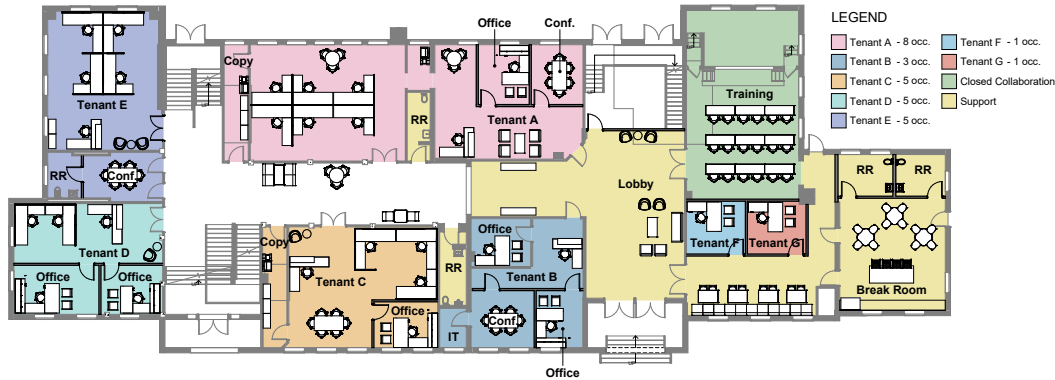 Office
Conf.
LEGEND
Tenant A - 8 occ.
Tenant B - 3 occ.
Tenant C - 5 occ.
Tenant D - 5 occ.
Tenant E - 5 occ.
Tenant F - 1 occ.
Tenant G - 1 occ.
Closed Collaboration
Support
Copy
Tenant E
RR
Tenant A
Training
RR
Conf.
Lobby
RR
RR
Tenant D
Office
Office
Copy
Tenant C
Office
RR
IT
Office
Tenant B
Conf.
Office
Tenant F
Tenant G
Break Room